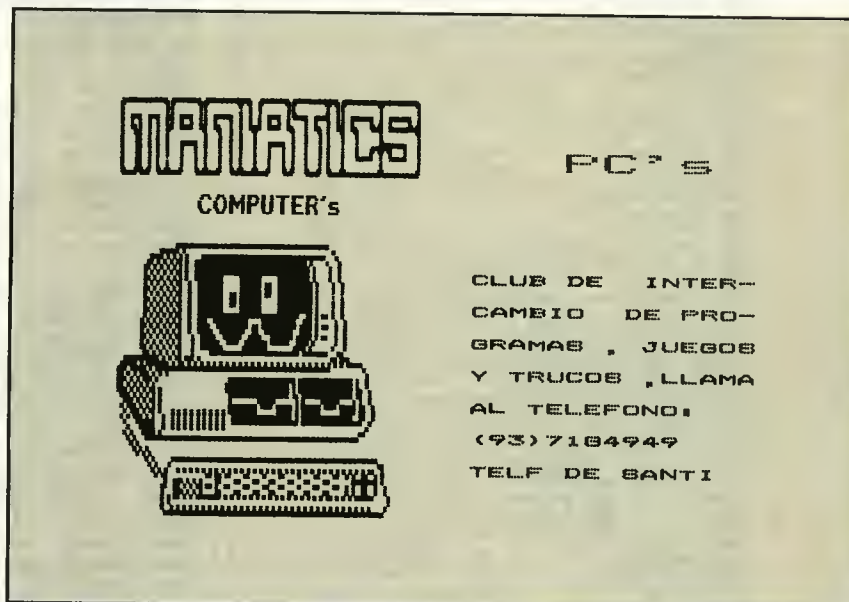 MANIATICS
COMPUTER's
PC's
CLUB DE INTER-
CAMBIO DE PRO-
GRAMAS , JUEGOS
Y TRUCOS ,LLAMA
AL TELEFONO:
(93)7184949
TELF DE SANTI